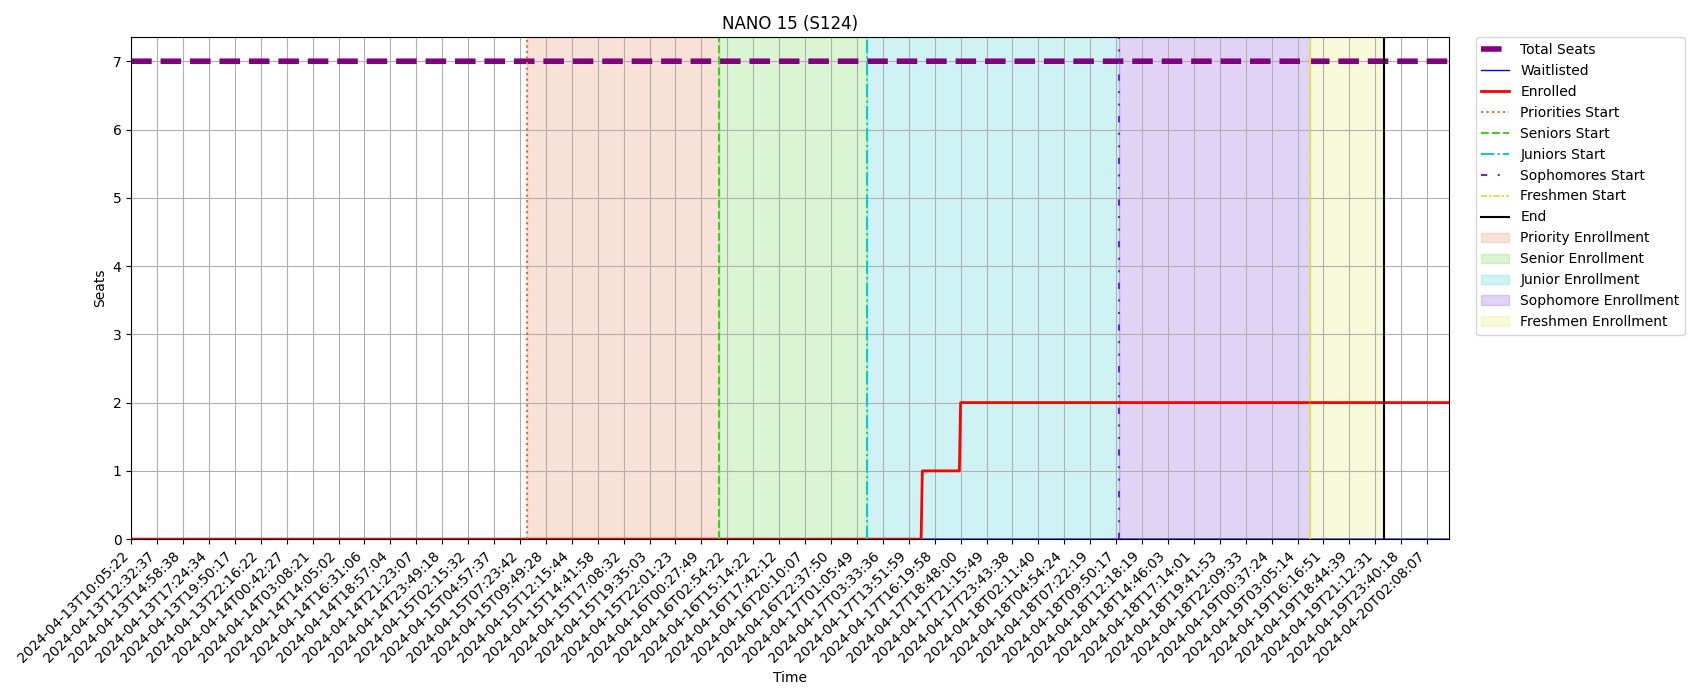 NANO 15 (S124)
Seats
7
6
5
4
3
2
1
0
2024-04-13T10:05:22
2024-04-13T12:32:37
2024-04-13T14:58:38
2024-04-13T17:24:34
2024-04-13T19:50:17
2024-04-13T22:16:22
2024-04-14T00:42:27
2024-04-14T03:08:21
2024-04-14T14:05:02
2024-04-14T16:31:06
2024-04-14T18:57:04
2024-04-14T21:23:07
2024-04-14T23:49:18
2024-04-15T02:15:32
2024-04-15T04:57:37
2024-04-15T07:23:42
2024-04-15T09:49:28
2024-04-15T12:15:44
2024-04-15T14:41:58
2024-04-15T17:08:32
2024-04-15T19:35:03
2024-04-15T22:01:23
2024-04-16T00:27:49
2024-04-16T02:54:22
2024-04-16T15:14:22
2024-04-16T17:42:12
2024-04-16T20:10:07
2024-04-16T22:37:50
2024-04-17T01:05:49
2024-04-17T03:33:36
2024-04-17T13:51:59
2024-04-17T16:19:58
2024-04-17T18:48:00
2024-04-17T21:15:49
2024-04-17T23:43:38
2024-04-18T02:11:40
2024-04-18T04:54:24
2024-04-18T07:22:19
2024-04-18T09:50:17
2024-04-18T12:18:19
2024-04-18T14:46:03
2024-04-18T17:14:01
2024-04-18T19:41:53
2024-04-18T22:09:33
2024-04-19T00:37:24
2024-04-19T03:05:14
2024-04-19T16:16:51
2024-04-19T18:44:39
2024-04-19T21:12:31
2024-04-19T23:40:18
2024-04-20T02:08:07
Time
Total Seats
Waitlisted
Enrolled
Priorities Start
Seniors Start
Juniors Start
Sophomores Start
Freshmen Start
End
Priority Enrollment
Senior Enrollment
Junior Enrollment
Sophomore Enrollment
Freshmen Enrollment